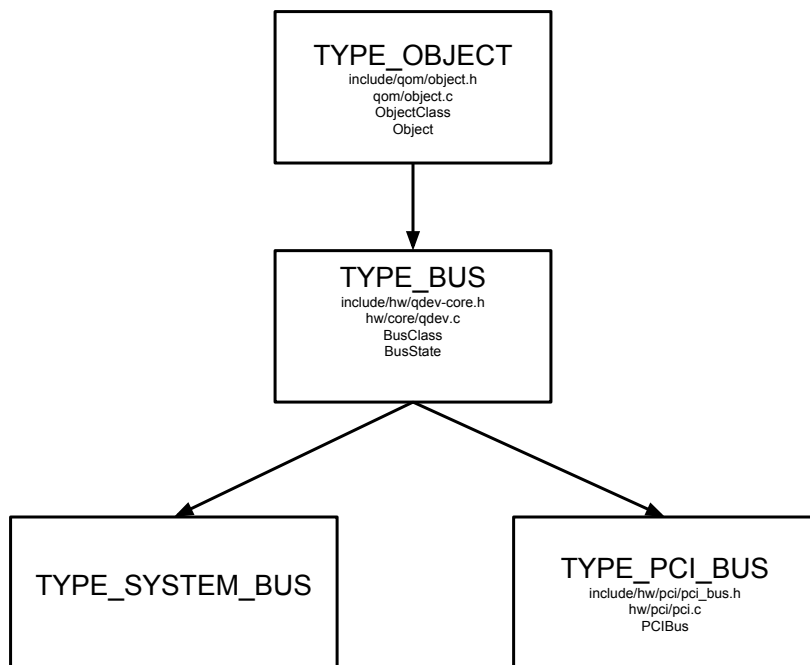 TYPE_OBJECT
include/qom/object.h
qom/object.c
ObjectClass
Object
TYPE_BUS
include/hw/qdev-core.h
hw/core/qdev.c
BusClass
BusState
TYPE_SYSTEM_BUS
TYPE_PCI_BUS
include/hw/pci/pci_bus.h
hw/pci/pci.c
PCIBus